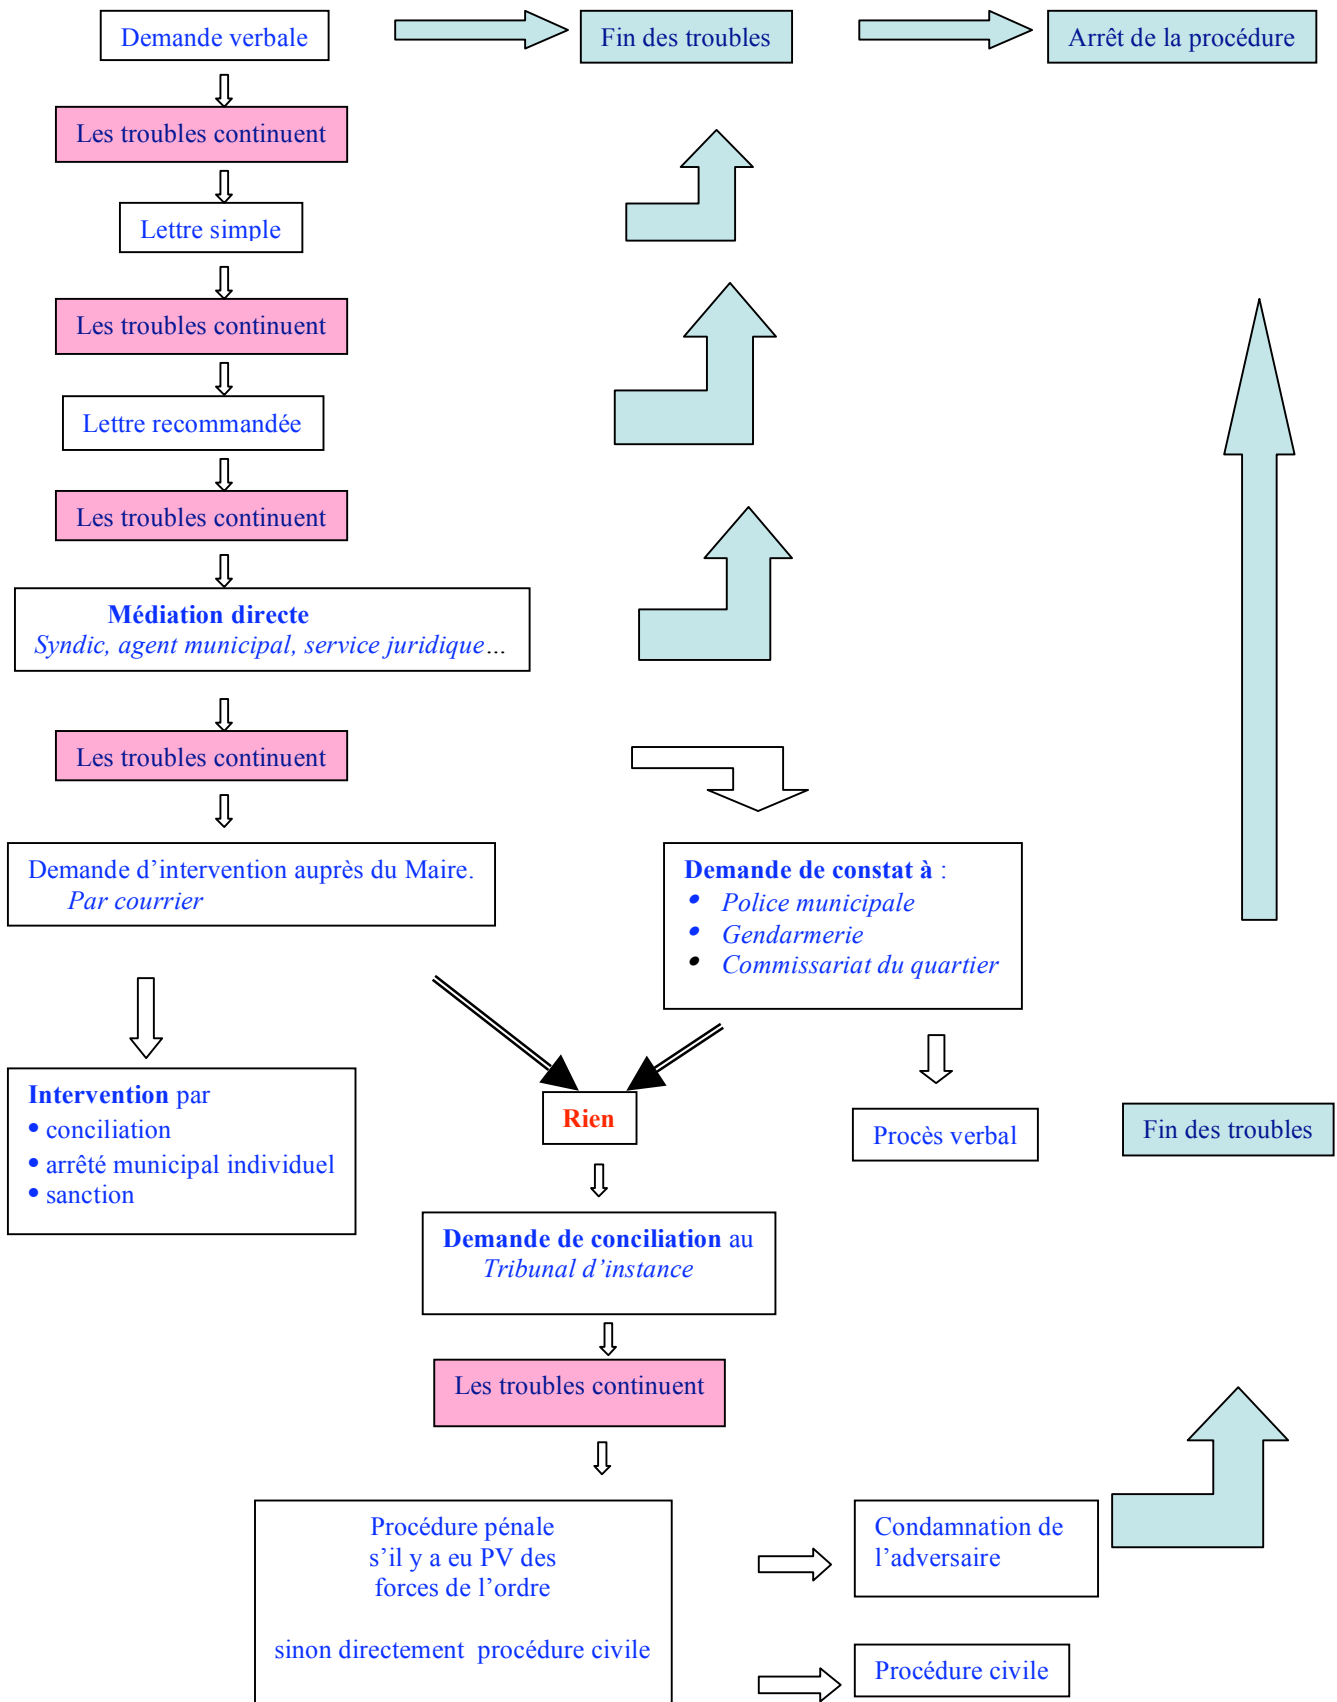 Demande verbale
Fin des troubles
Arrêt de la procédure
Les troubles continuent
Lettre simple
Les troubles continuent
Lettre recommandée
Les troubles continuent
Médiation directe
Syndic, agent municipal, service juridique…
Les troubles continuent
Demande d’intervention auprès du Maire.
Par courrier
Demande de constat à :
• Police municipale
• Gendarmerie
• Commissariat du quartier
Intervention par
• conciliation
• arrêté municipal individuel
• sanction
Rien
Procès verbal
Fin des troubles
Demande de conciliation au
Tribunal d’instance
Les troubles continuent
Procédure pénale
s’il y a eu PV des
forces de l’ordre
sinon directement procédure civile
Condamnation de
l’adversaire
Procédure civile